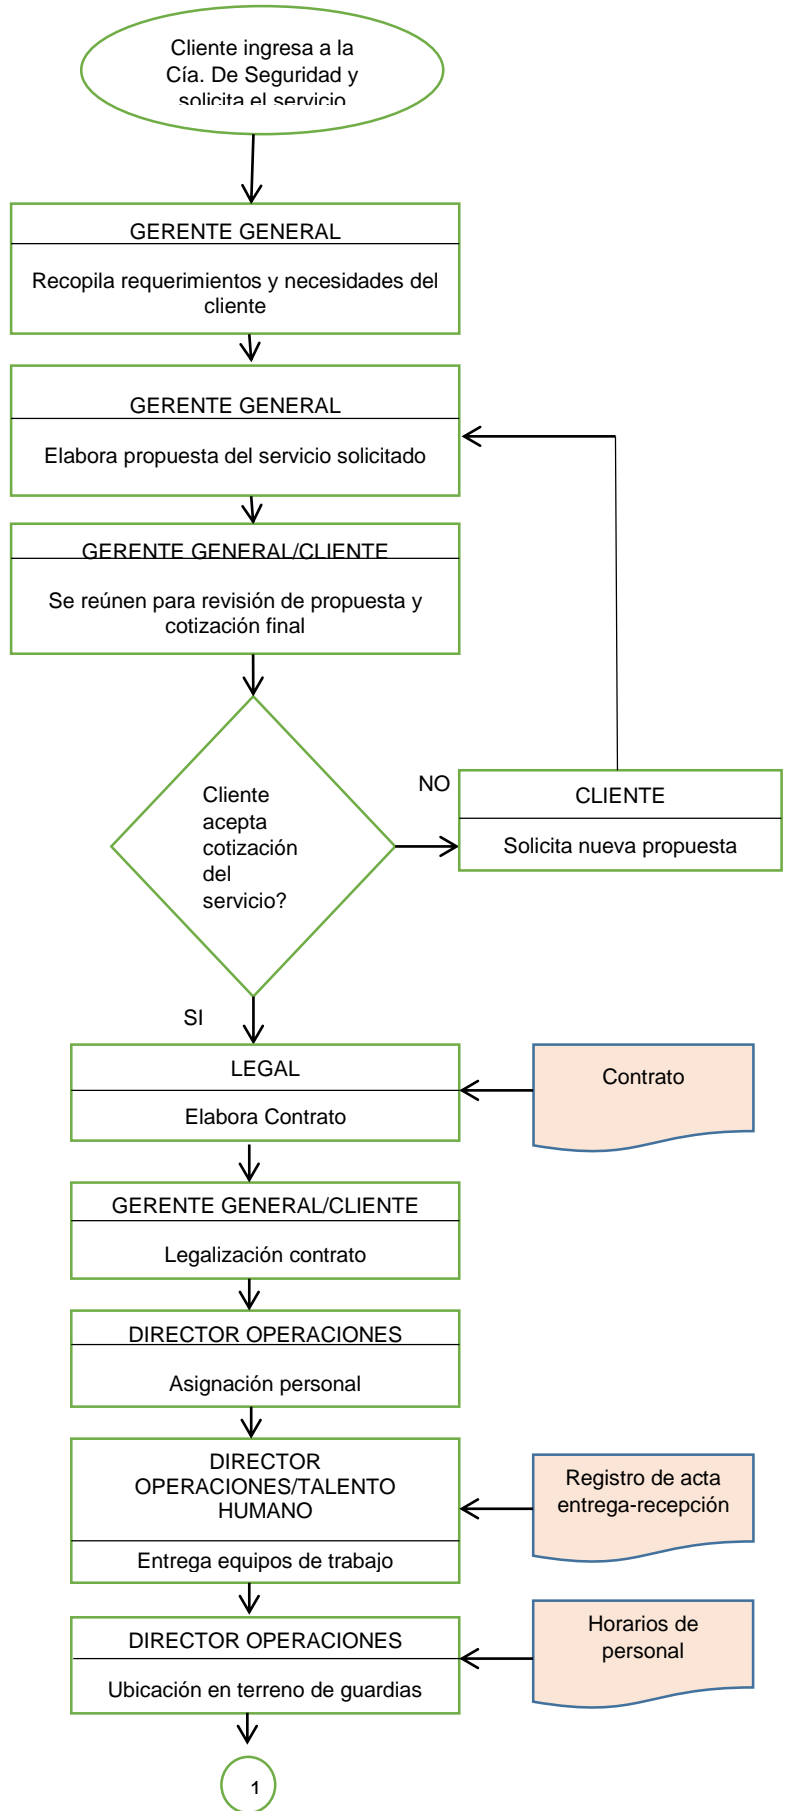 Cliente ingresa a la
Cía. De Seguridad y
solicita el servicio
GERENTE GENERAL
Recopila requerimientos y necesidades del
cliente
GERENTE GENERAL
Elabora propuesta del servicio solicitado
GERENTE GENERAL/CLIENTE
Se reúnen para revisión de propuesta y
cotización final
Cliente
acepta
cotización
del
servicio?
NO
CLIENTE
Solicita nueva propuesta
SI
LEGAL
Elabora Contrato
Contrato
GERENTE GENERAL/CLIENTE
Legalización contrato
DIRECTOR OPERACIONES
Asignación personal
DIRECTOR
OPERACIONES/TALENTO
HUMANO
Entrega equipos de trabajo
Registro de acta
entrega-recepción
DIRECTOR OPERACIONES
Ubicación en terreno de guardias
Horarios de
personal
1